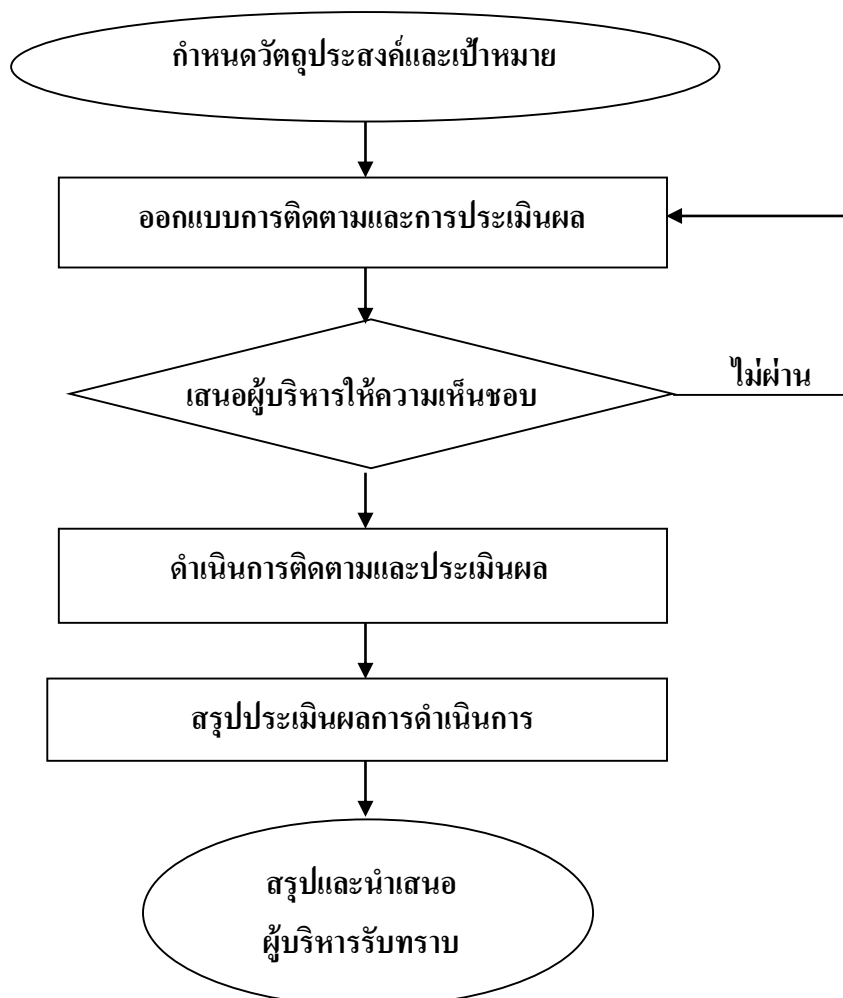 กำหนดวัตถุประสงค์และเป้าหมาย
ออกแบบการติดตามและการประเมินผล
เสนอผู้บริหารให้ความเห็นชอบ
ไม่ผ่าน
ดำเนินการติดตามและประเมินผล
สรุปประเมินผลการดำเนินการ
สรุปและนำเสนอ
ผู้บริหารรับทราบ